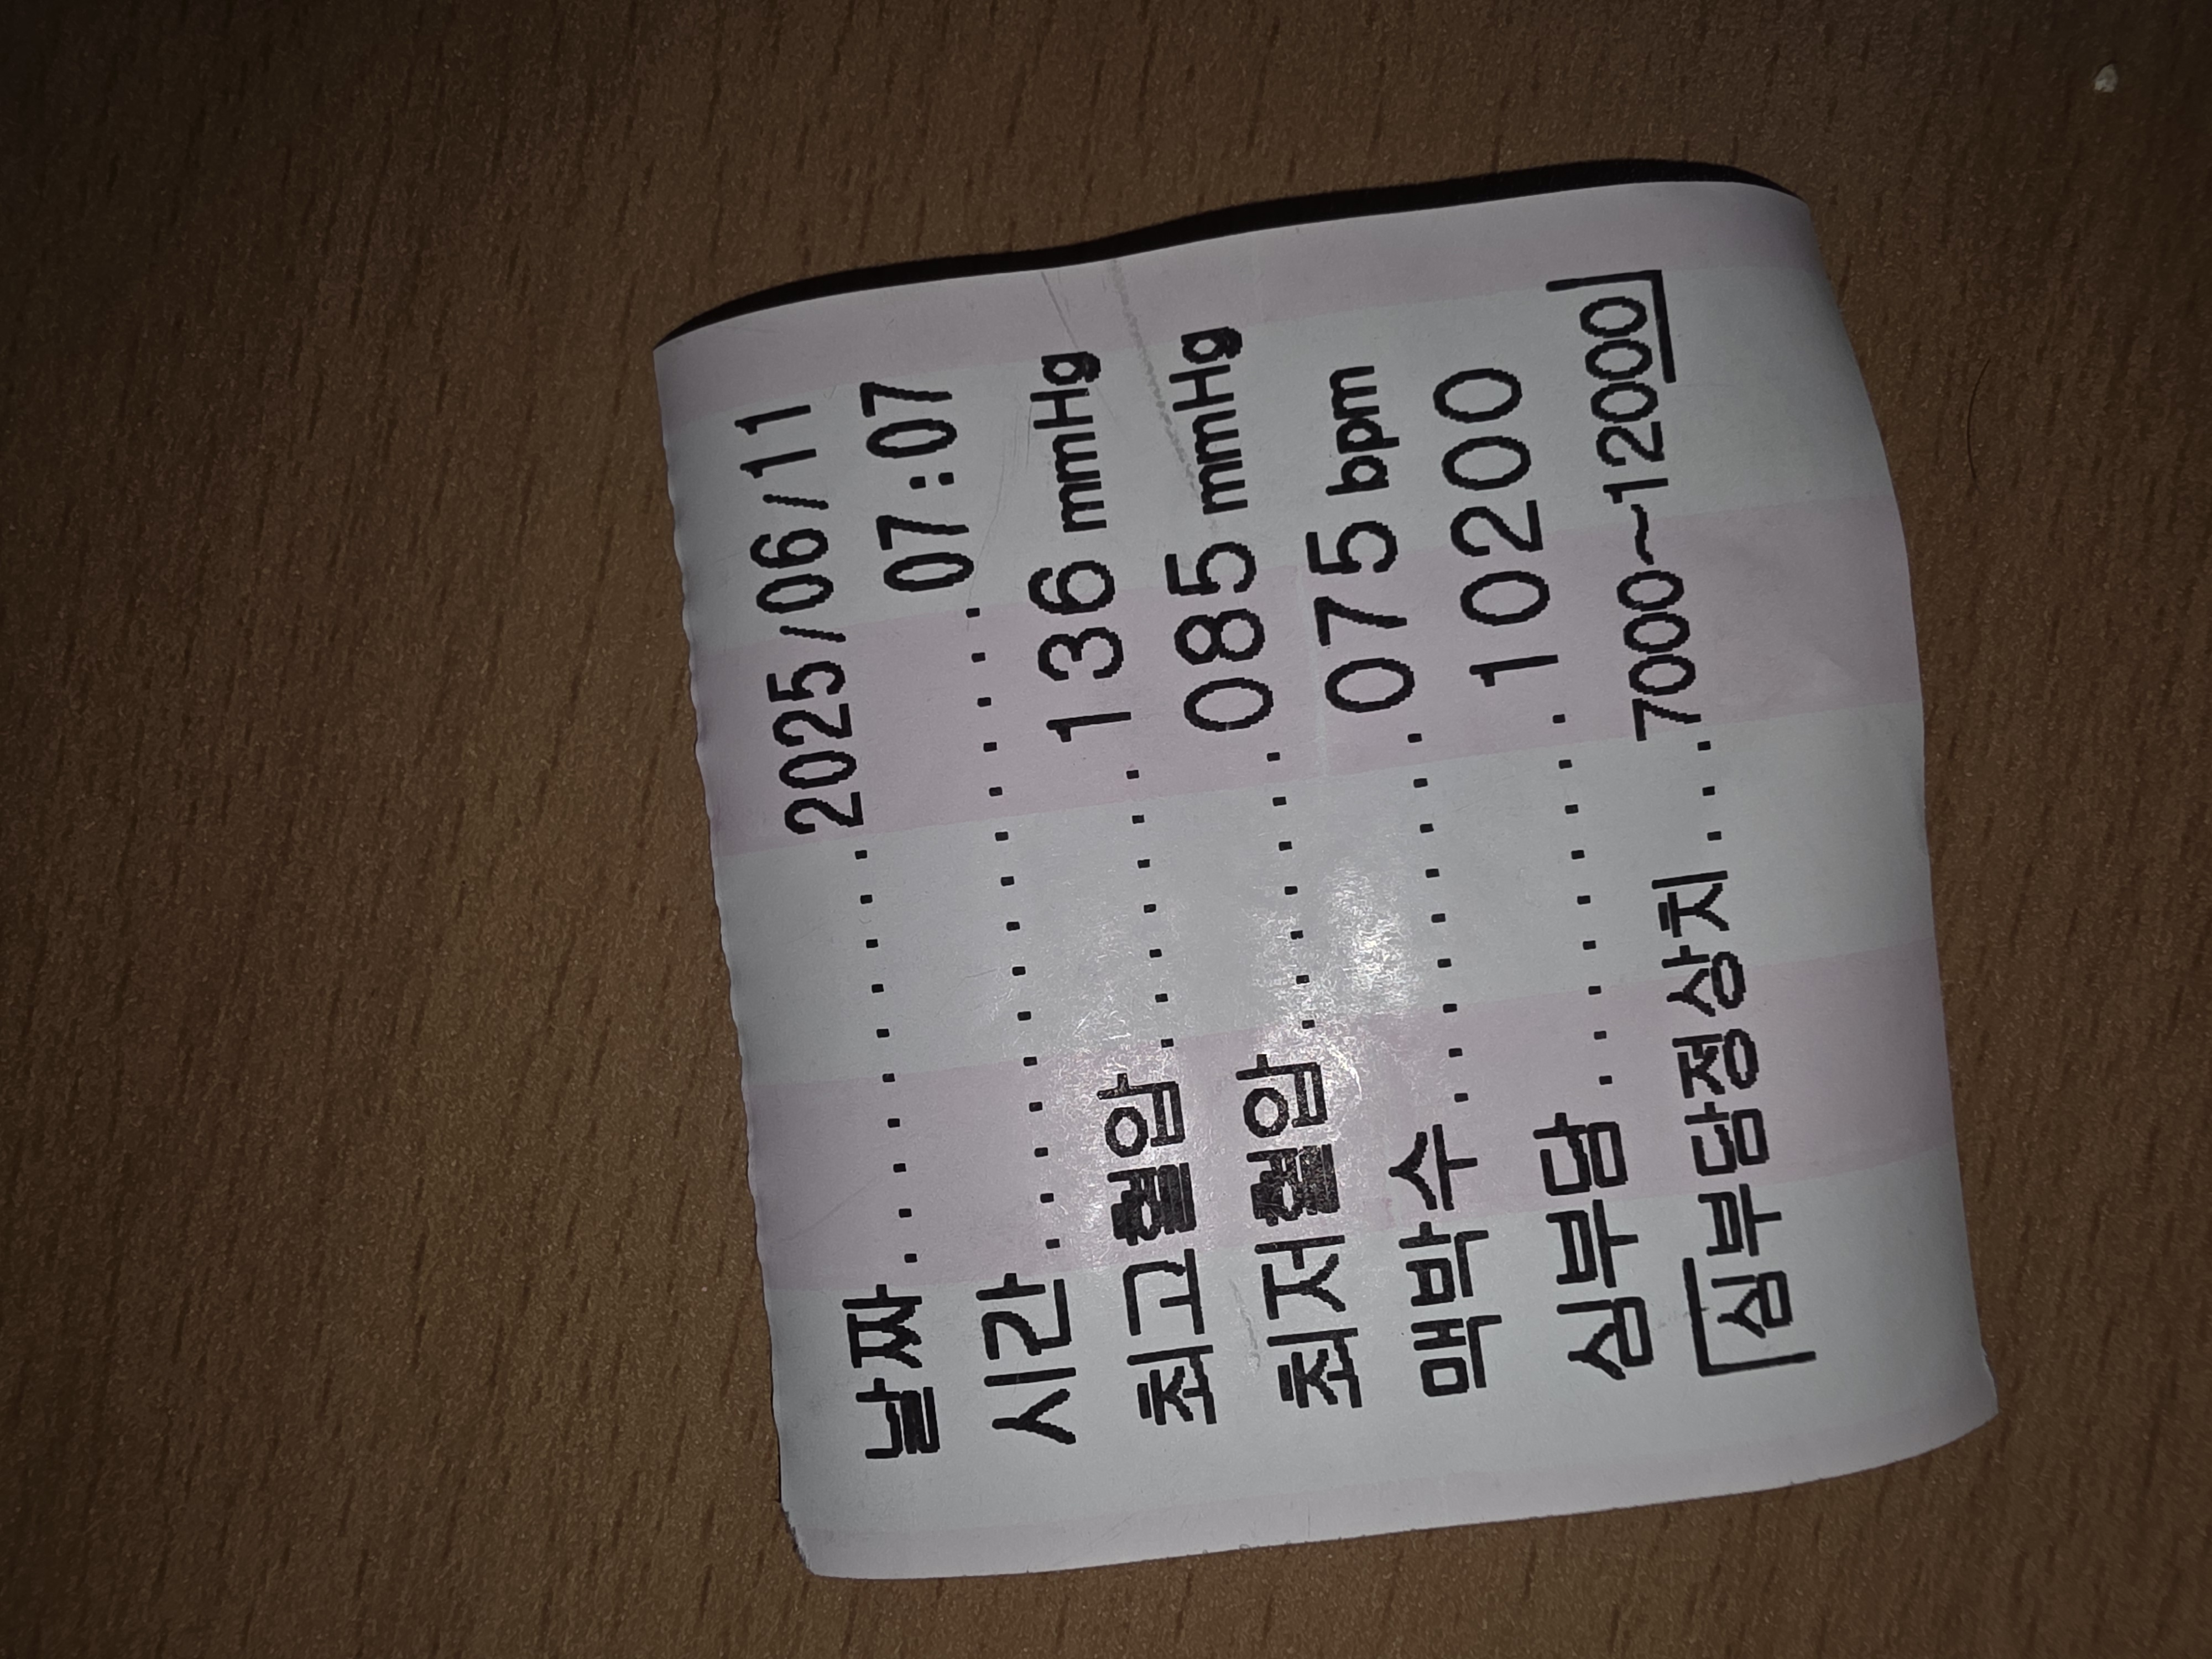 날짜....................2025/06/11
시간.....................07:07
최고혈압.......136 mmHg
최저혈압.......085 mmHg
맥박수.........075 bpm
심부담.........10200
「심부담정상치...7000~12000」